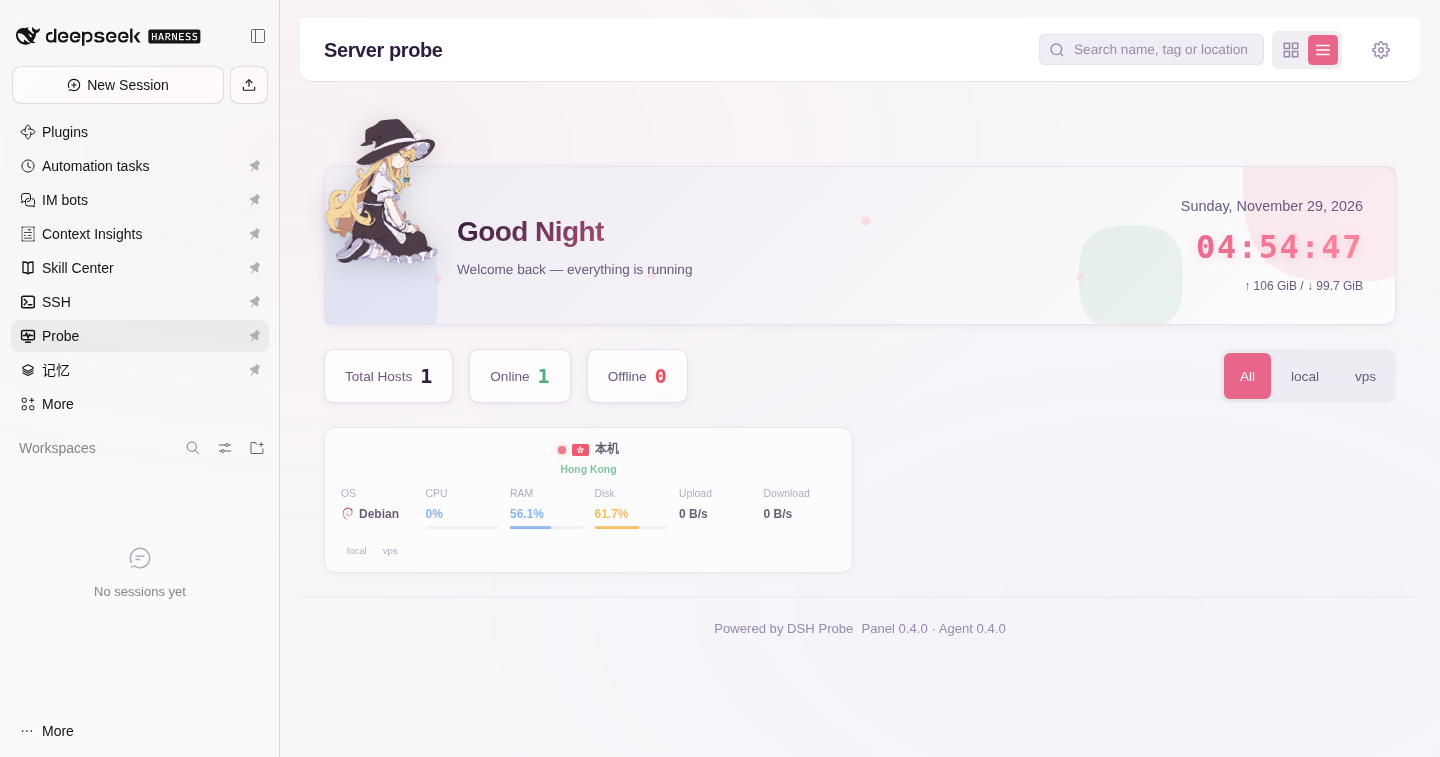 deepseek HARNESS
New Session
Plugins
Automation tasks
IM bots
Context Insights
Skill Center
SSH
Probe
记忆
More
Workspaces
No sessions yet
More
Server probe
Search name, tag or location
Good Night
Welcome back — everything is running
Sunday, November 29, 2026
04:54:47
↑ 106 GiB / ↓ 99.7 GiB
Total Hosts 1
Online 1
Offline 0
All local vps
本机
Hong Kong
OS CPU RAM Disk Upload Download
Debian 0% 56.1% 61.7% 0 B/s 0 B/s
local vps
Powered by DSH Probe Panel 0.4.0 · Agent 0.4.0